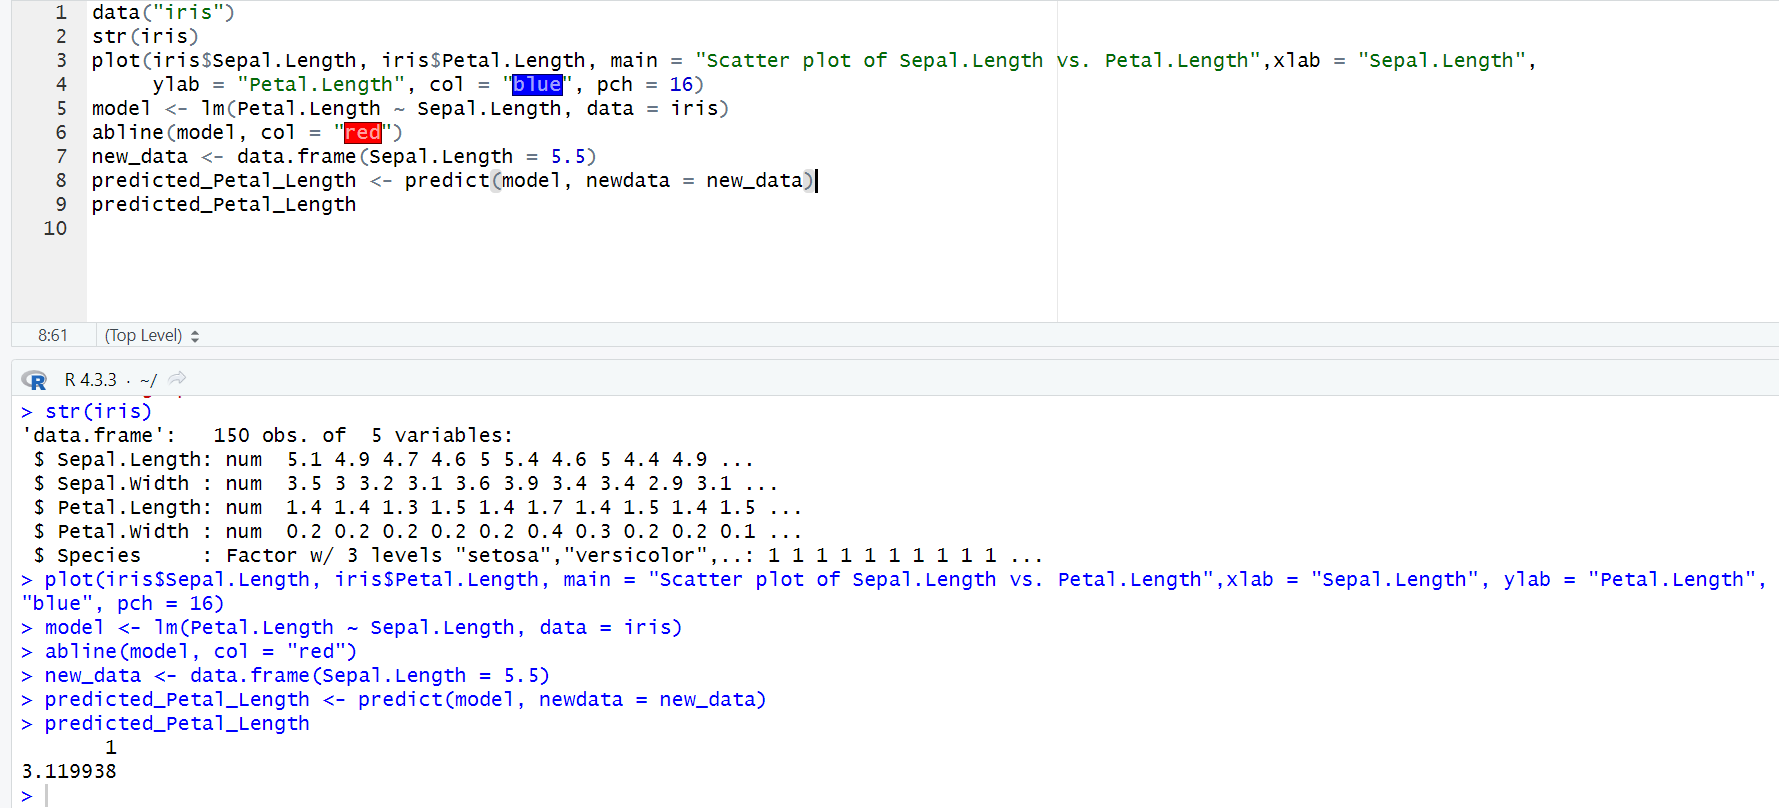 1 data("iris")
2 str(iris)
3 plot(iris$Sepal.Length, iris$Petal.Length, main = "Scatter plot of Sepal.Length vs. Petal.Length",xlab = "Sepal.Length",
4      ylab = "Petal.Length", col = "blue", pch = 16)
5 model <- lm(Petal.Length ~ Sepal.Length, data = iris)
6 abline(model, col = "red")
7 new_data <- data.frame(Sepal.Length = 5.5)
8 predicted_Petal_Length <- predict(model, newdata = new_data)
9 predicted_Petal_Length
10
8:61 (Top Level)
R R 4.3.3 · ~/
> str(iris)
'data.frame':   150 obs. of  5 variables:
 $ Sepal.Length: num  5.1 4.9 4.7 4.6 5 5.4 4.6 5 4.4 4.9 ...
 $ Sepal.Width : num  3.5 3 3.2 3.1 3.6 3.9 3.4 3.4 2.9 3.1 ...
 $ Petal.Length: num  1.4 1.4 1.3 1.5 1.4 1.7 1.4 1.5 1.4 1.5 ...
 $ Petal.Width : num  0.2 0.2 0.2 0.2 0.2 0.4 0.3 0.2 0.2 0.1 ...
 $ Species     : Factor w/ 3 levels "setosa","versicolor",..: 1 1 1 1 1 1 1 1 1 1 ...
> plot(iris$Sepal.Length, iris$Petal.Length, main = "Scatter plot of Sepal.Length vs. Petal.Length",xlab = "Sepal.Length", ylab = "Petal.Length",
"blue", pch = 16)
> model <- lm(Petal.Length ~ Sepal.Length, data = iris)
> abline(model, col = "red")
> new_data <- data.frame(Sepal.Length = 5.5)
> predicted_Petal_Length <- predict(model, newdata = new_data)
> predicted_Petal_Length
       1
3.119938
>